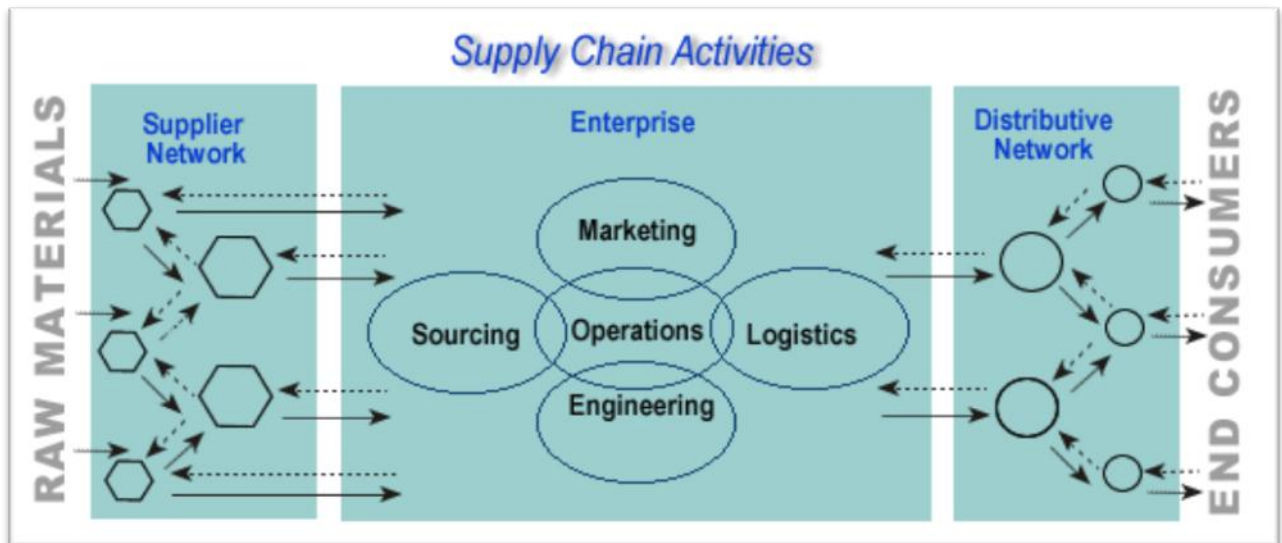 Supply Chain Activities
RAW MATERIALS
Supplier
Network
Enterprise
Marketing
Sourcing
Operations
Logistics
Engineering
Distributive
Network
END CONSUMERS